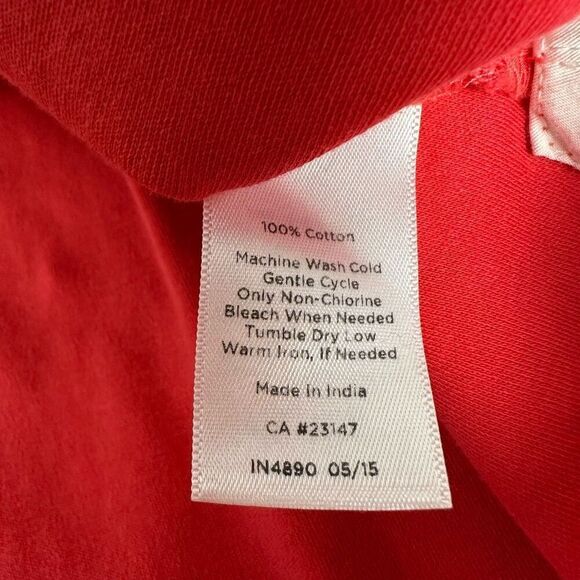 100% Cotton
Machine Wash Cold
Gentle Cycle
Only Non-Chlorine
Bleach When Needed
Tumble Dry Low
Warm Iron, If Needed
Made In India
CA #23147
IN4890 05/15